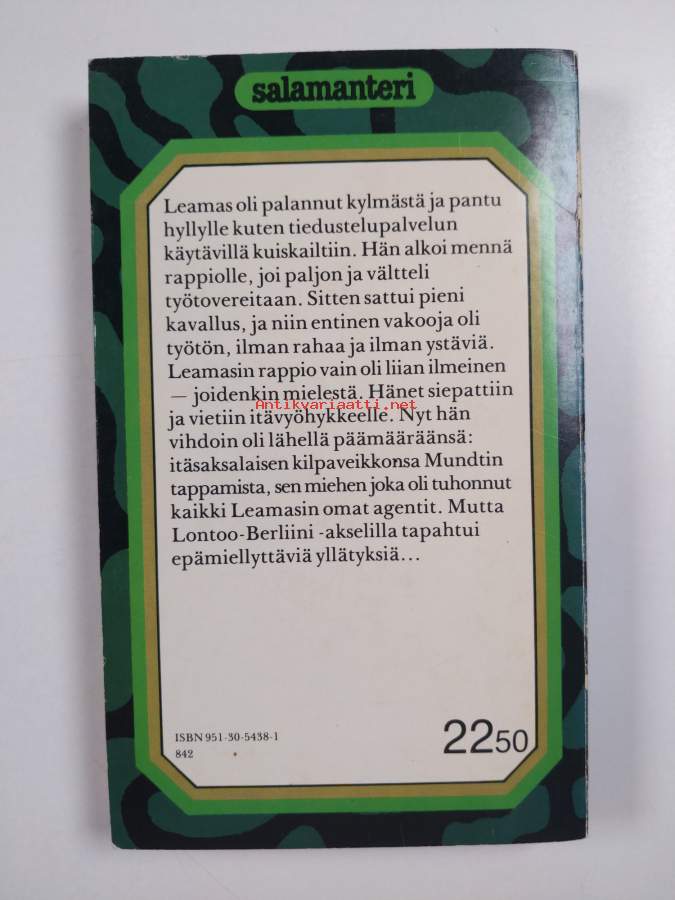 salamanteri
Leamas oli palannut kylmästä ja pantu
hyllylle kuten tiedustelupalvelun
käytävillä kuiskailtiin. Hän alkoi mennä
rappiolle, joi paljon ja vältteli
työtovereitaan. Sitten sattui pieni
kavallus, ja niin entinen vakooja oli
työtön, ilman rahaa ja ilman ystäviä.
Leamasin rappio vain oli liian ilmeinen
— joidenkin mielestä. Hänet siepattiin
Antikvariaatti.net
ja vietiin itävyöhykkeelle. Nyt hän
vihdoin oli lähellä päämääräänsä:
itäsaksalaisen kilpaveikkonsa Mundtin
tappamista, sen miehen joka oli tuhonnut
kaikki Leamasin omat agentit. Mutta
Lontoo-Berliini -akselilla tapahtui
epämiellyttäviä yllätyksiä...
ISBN 951-30-5438-1
842
2250